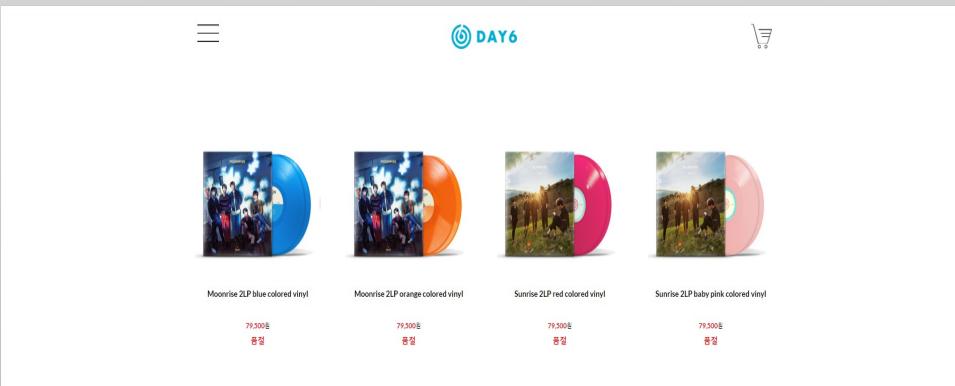 DAY6
Moonrise 2LP blue colored vinyl
Moonrise 2LP orange colored vinyl
Sunrise 2LP red colored vinyl
Sunrise 2LP baby pink colored vinyl
79,500원
79,500원
79,500원
79,500원
품절
품절
품절
품절